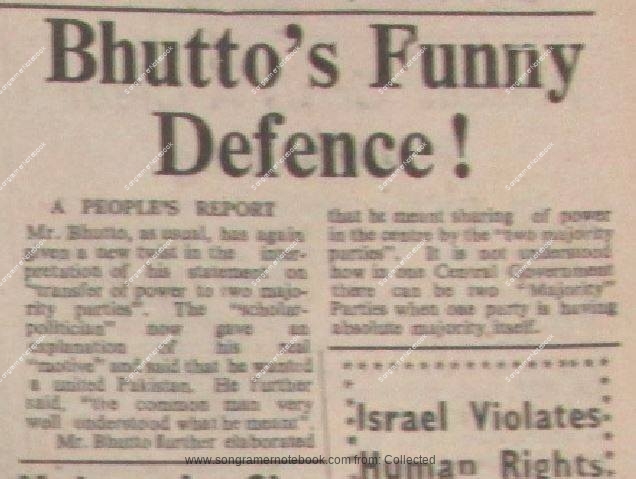 Bhutto's Funny
Defence!
A PEOPLE'S REPORT
Mr. Bhutto, as usual, has again
given a new twist in the inter-
pretation of his statement on
"transfer of power to two majo-
rity parties". The "scholar-
politician" now gave an
explanation of his real
"motive" and said that he wanted
a united Pakistan. He further
said, "the common man very
well understood what he meant".
Mr. Bhutto further elaborated
that he meant sharing of power
in the centre by the "two majority
parties". It is not understood
how in one Central Government
there can be two "Majority"
Parties when one party is having
absolute majority itself.
Israel Violates
Human Rights
www.songramernotebook.com from: Collected